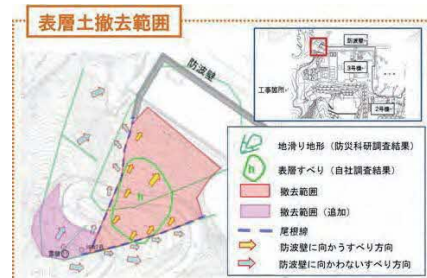 表層土撤去範囲
防波壁
防波壁
3号機
2号機
工事箇所
h
地滑り地形（防災科研調査結果）
h 表層すべり（自社調査結果）
撤去範囲
撤去範囲（追加）
尾根線
防波壁に向かうすべり方向
防波壁に向かわないすべり方向